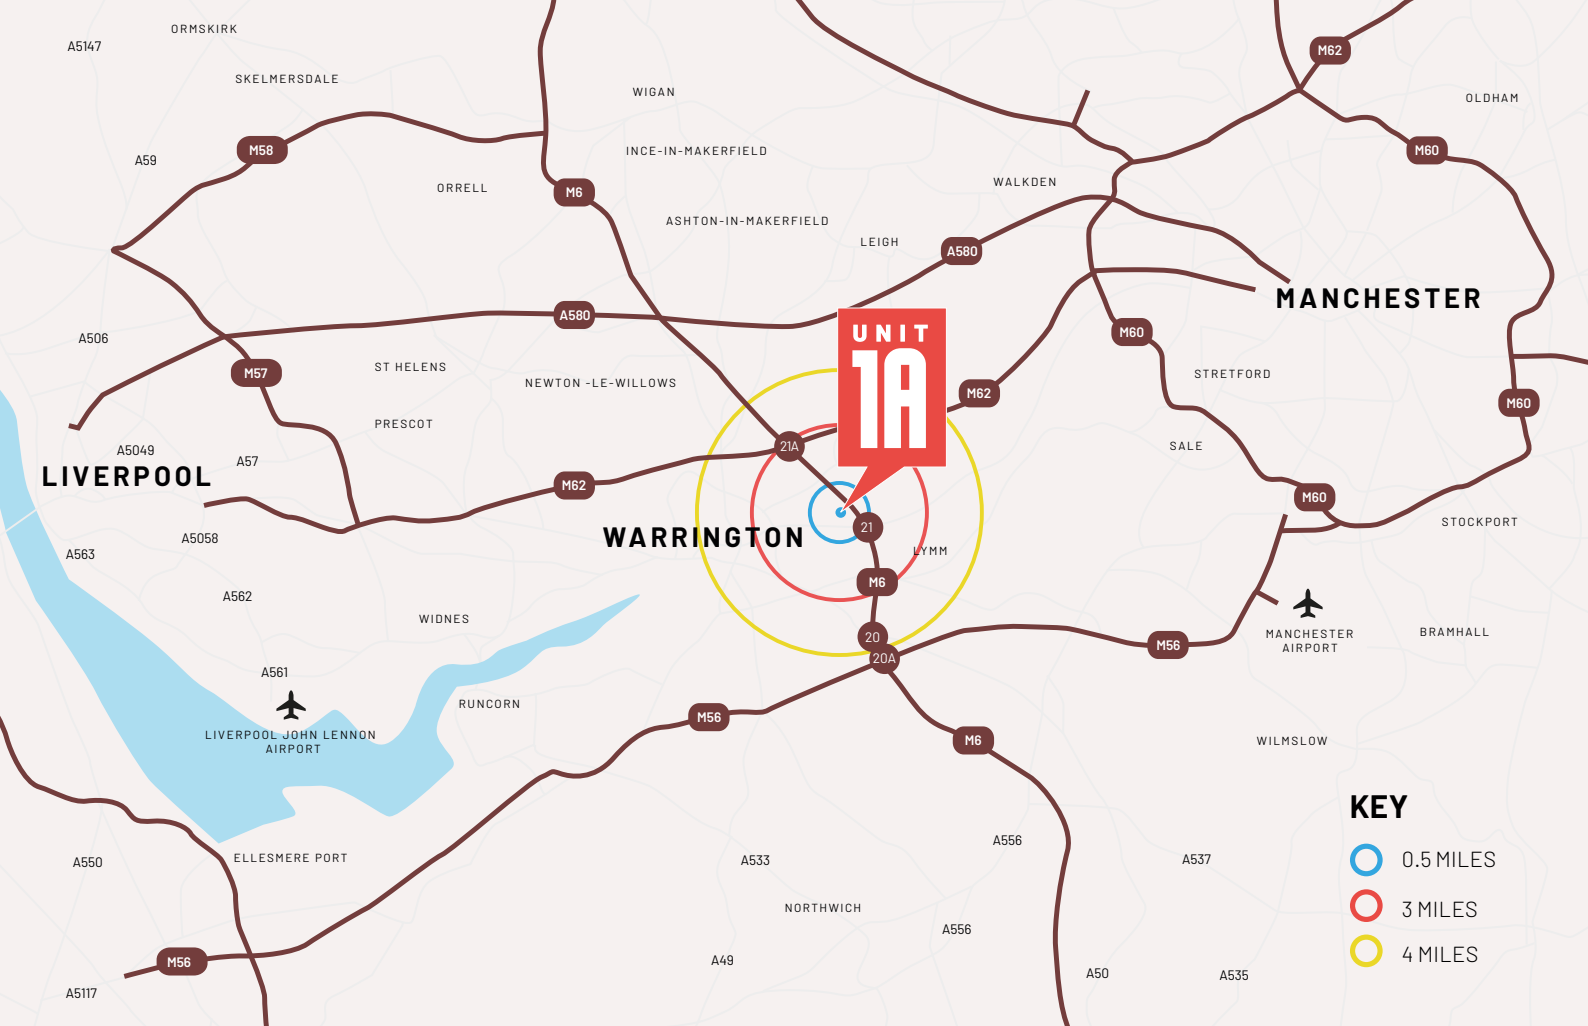 ORMSKIRK
A5147
M62
SKELMERSDALE
WIGAN
OLDHAM
M58
INCE-IN-MAKERFIELD
M60
A59
WALKDEN
ORRELL
M6
ASHTON-IN-MAKERFIELD
LEIGH
A580
MANCHESTER
A580
UNIT
1A
M60
A506
ST HELENS
M57
STRETFORD
NEWTON -LE-WILLOWS
M62
M60
PRESCOT
21A
SALE
A5049
A57
LIVERPOOL
M62
M60
STOCKPORT
21
WARRINGTON
A5058
LYMM
A563
M6
A562
WIDNES
MANCHESTER
AIRPORT
BRAMHALL
20
M56
20A
A561
RUNCORN
M56
LIVERPOOL JOHN LENNON
AIRPORT
M6
WILMSLOW
KEY
A556
0.5 MILES
A537
A533
A550
ELLESMERE PORT
NORTHWICH
3 MILES
A556
4 MILES
A49
M56
A50
A535
A5117